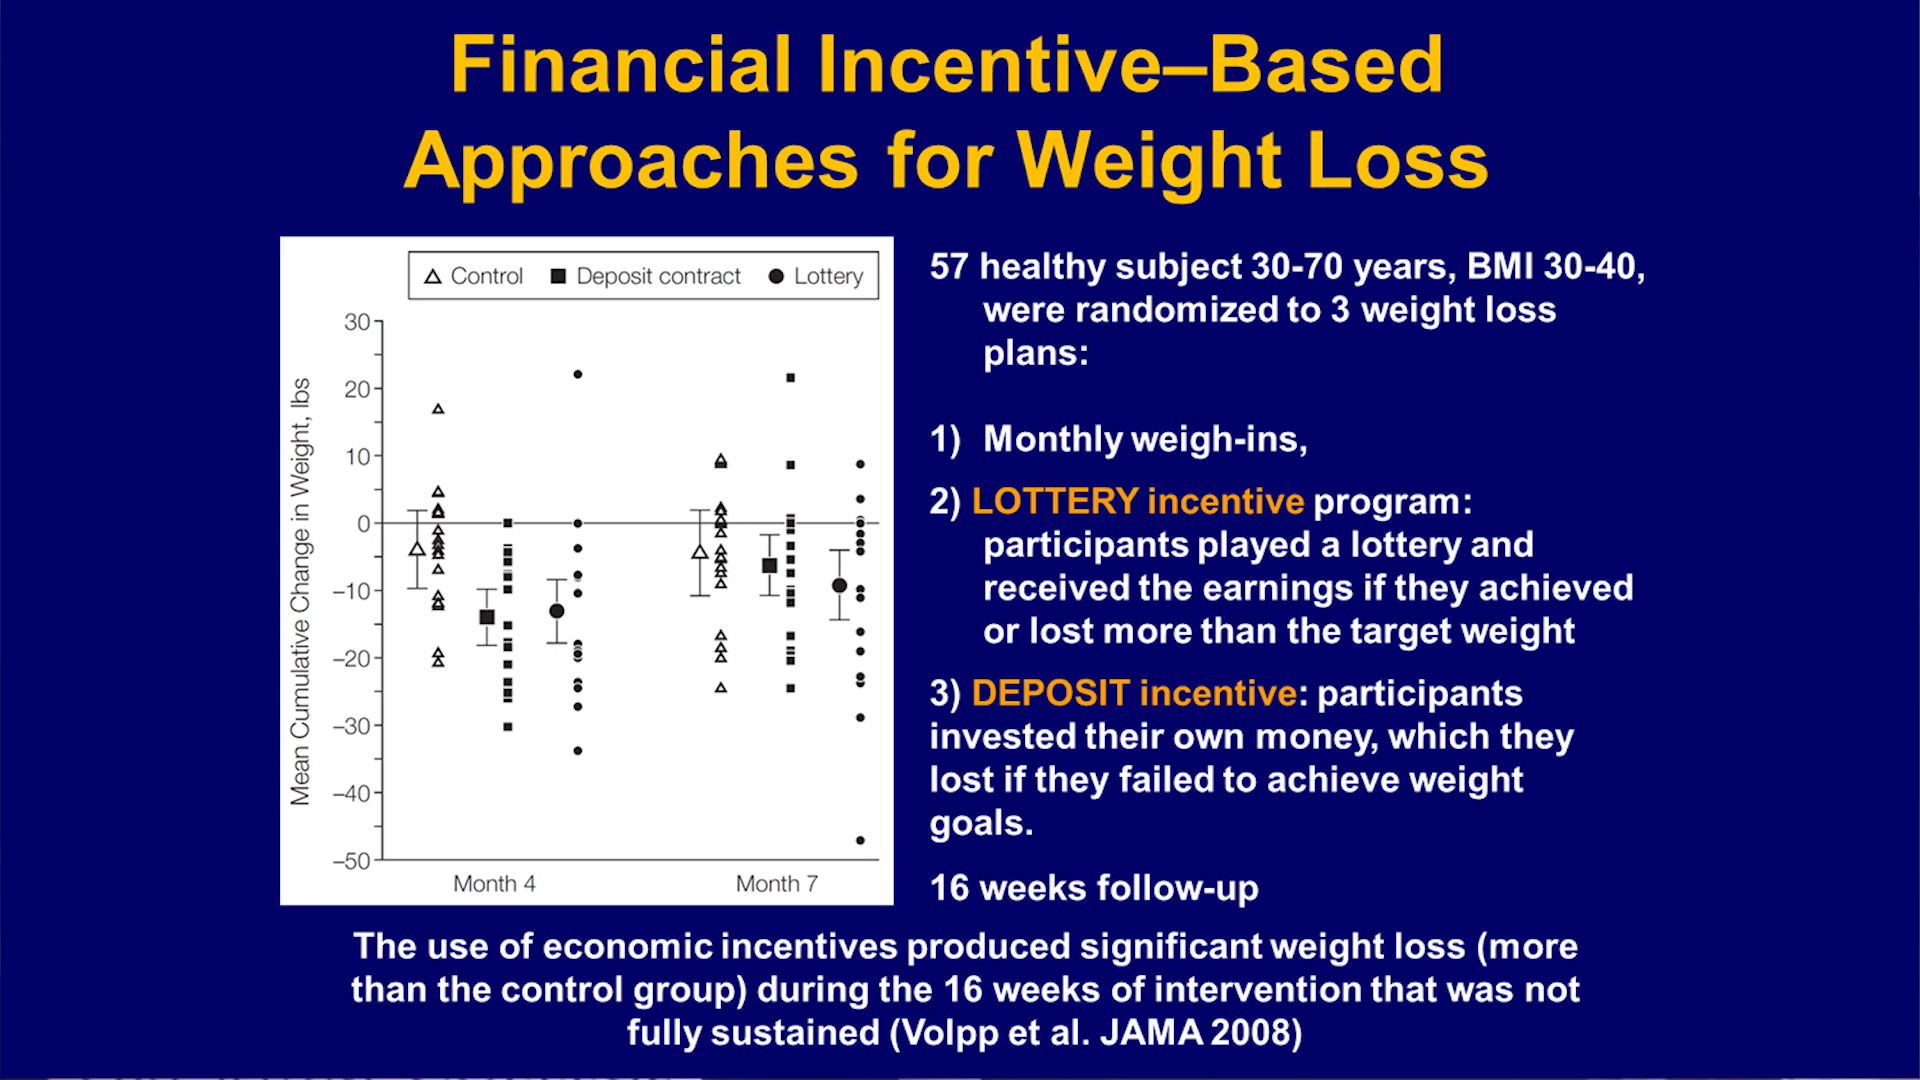 Financial Incentive–Based
Approaches for Weight Loss
Control
Deposit contract
Lottery
Mean Cumulative Change in Weight, lbs
30
20
10
0
–10
–20
–30
–40
–50
Month 4
Month 7
57 healthy subject 30-70 years, BMI 30-40,
were randomized to 3 weight loss
plans:
1) Monthly weigh-ins,
2) LOTTERY incentive program:
participants played a lottery and
received the earnings if they achieved
or lost more than the target weight
3) DEPOSIT incentive: participants
invested their own money, which they
lost if they failed to achieve weight
goals.
16 weeks follow-up
The use of economic incentives produced significant weight loss (more
than the control group) during the 16 weeks of intervention that was not
fully sustained (Volpp et al. JAMA 2008)